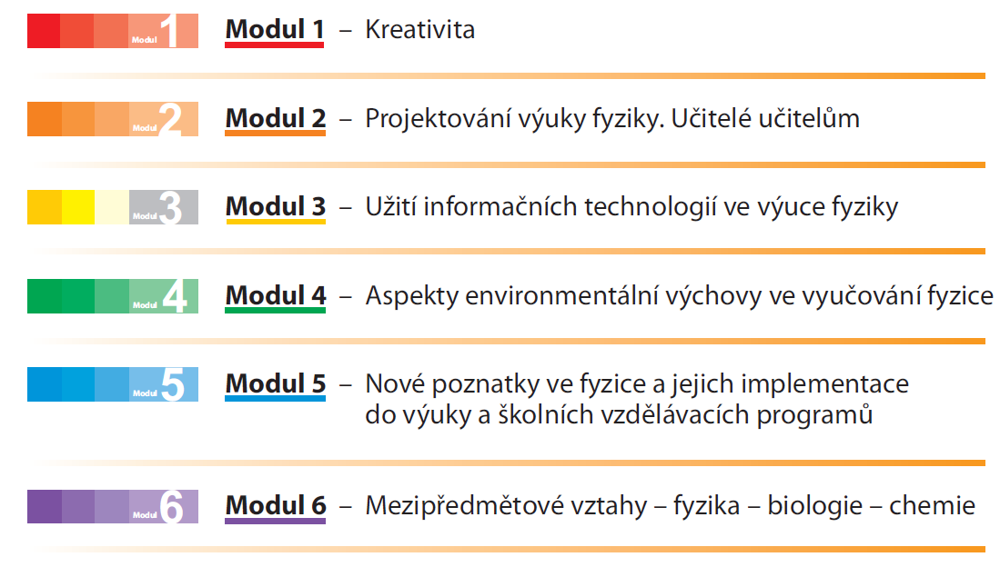 Modul 1 Modul 1 – Kreativita
Modul 2 Modul 2 – Projektování výuky fyziky. Učitelé učitelům
Modul 3 Modul 3 – Užití informačních technologií ve výuce fyziky
Modul 4 Modul 4 – Aspekty environmentální výchovy ve vyučování fyzice
Modul 5 Modul 5 – Nové poznatky ve fyzice a jejich implementace
do výuky a školních vzdělávacích programů
Modul 6 Modul 6 – Mezipředmětové vztahy – fyzika – biologie – chemie